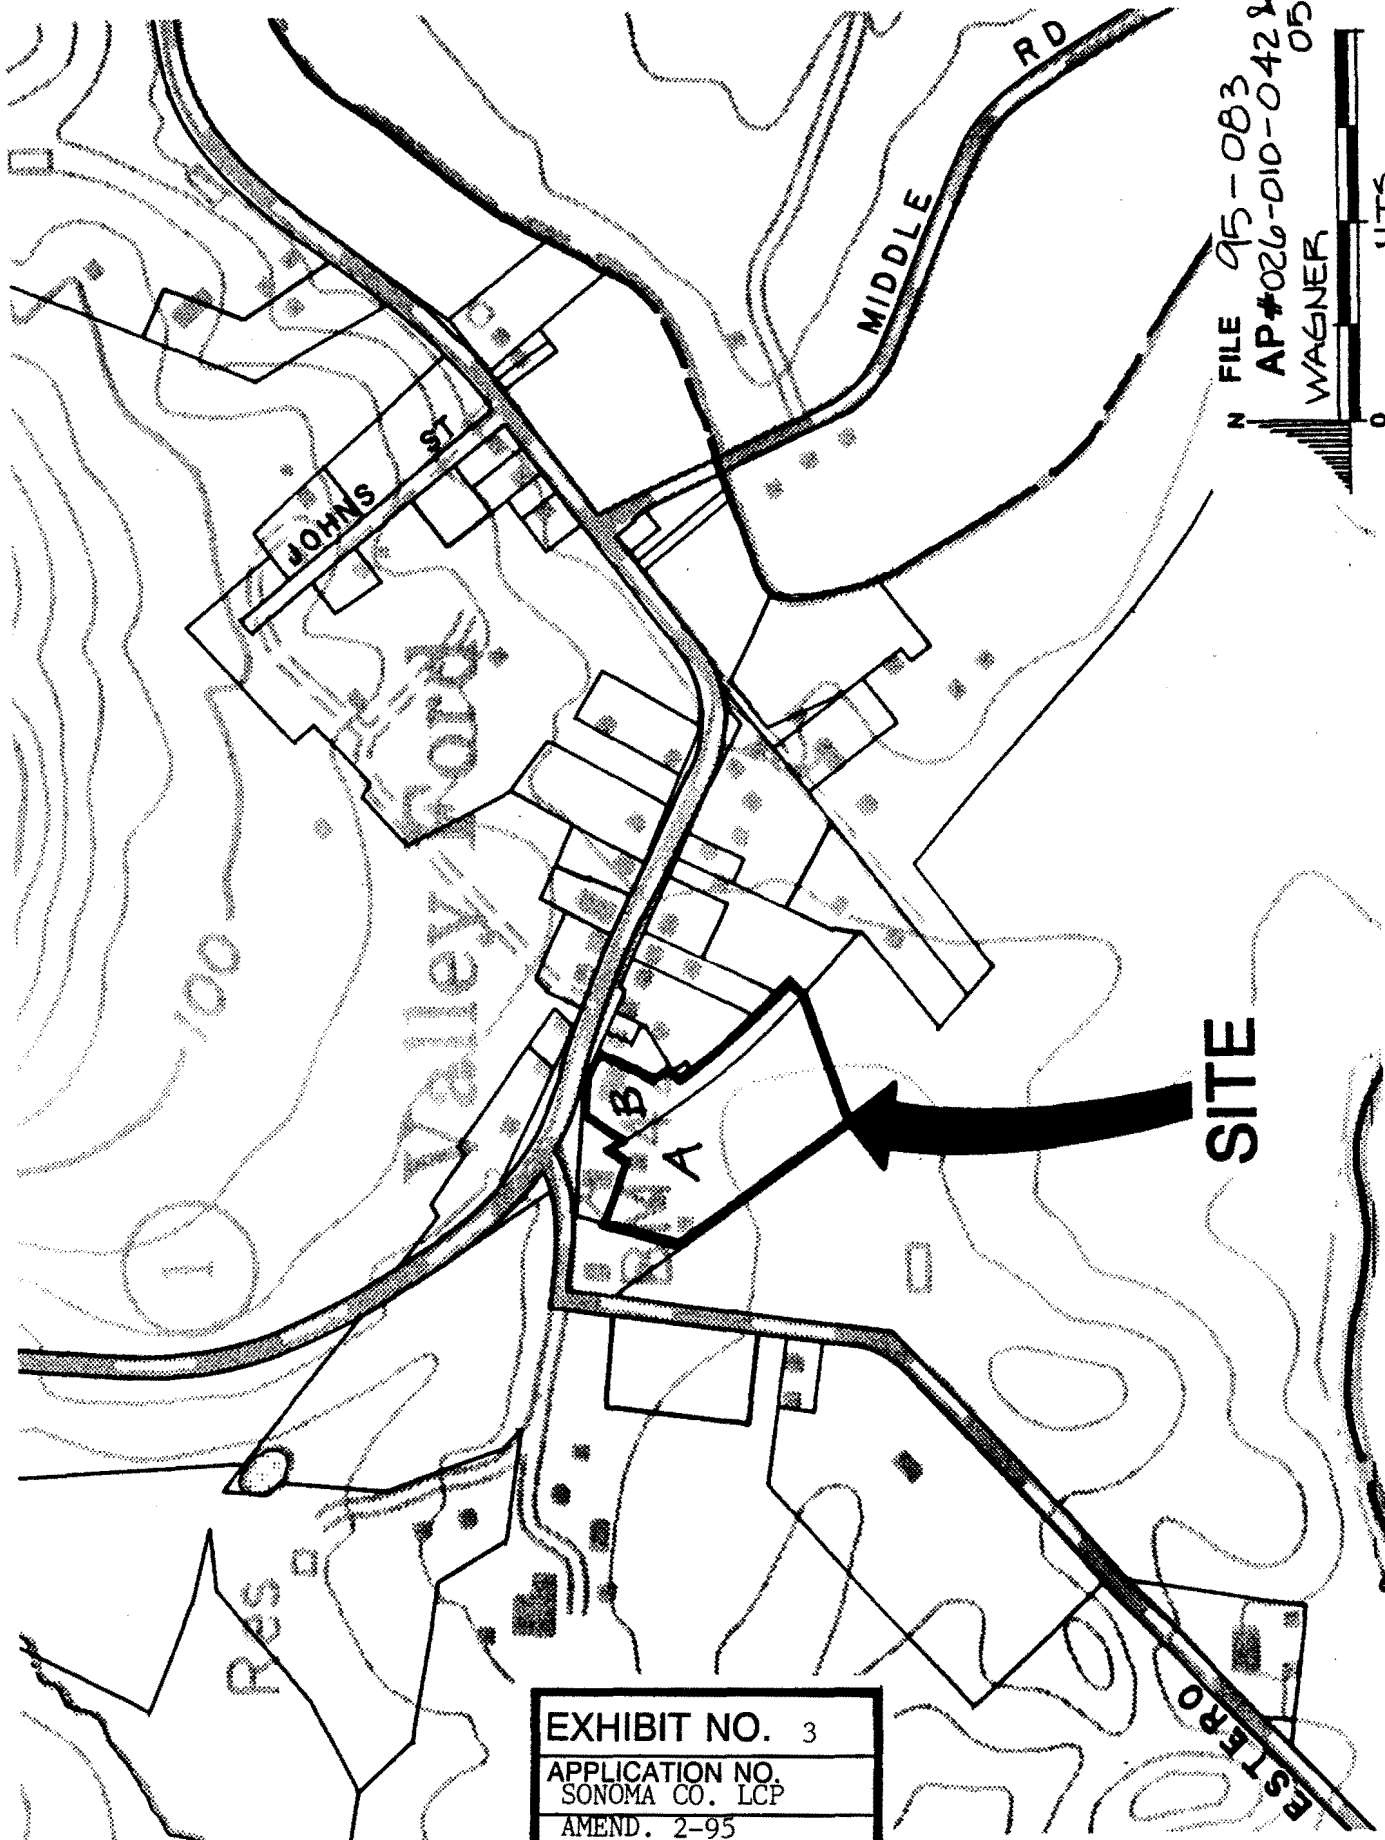 FILE 95-083
AP# 026-010-042 &
05
WAGNER
N
0
RD
MIDDLE
JOHNS ST
Valley Ford
100
1
B
A
SITE
Res
ESTERO
EXHIBIT NO. 3
APPLICATION NO.
SONOMA CO. LCP
AMEND. 2-95